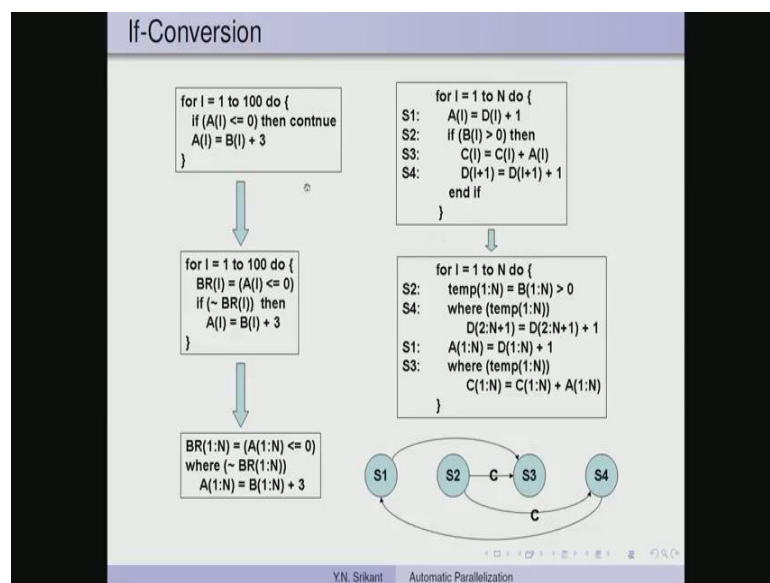 If-Conversion
for I = 1 to 100 do {
if (A(I) <= 0) then contnue
A(I) = B(I) + 3
}
for I = 1 to 100 do {
BR(I) = (A(I) <= 0)
if (~ BR(I)) then
A(I) = B(I) + 3
}
BR(1:N) = (A(1:N) <= 0)
where (~ BR(1:N))
A(1:N) = B(1:N) + 3
for I = 1 to N do {
S1: A(I) = D(I) + 1
S2: if (B(I) > 0) then
S3: C(I) = C(I) + A(I)
S4: D(I+1) = D(I+1) + 1
end if
}
for I = 1 to N do {
S2: temp(1:N) = B(1:N) > 0
S4: where (temp(1:N))
D(2:N+1) = D(2:N+1) + 1
S1: A(1:N) = D(1:N) + 1
S3: where (temp(1:N))
C(1:N) = C(1:N) + A(1:N)
}
S1 S2 C S3 S4
C
Y.N. Srikant Automatic Parallelization